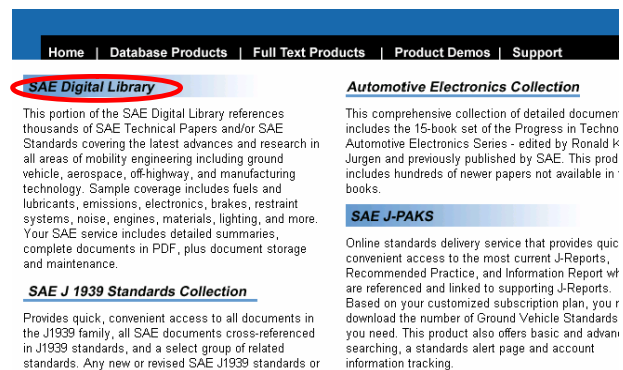 Home | Database Products | Full Text Products | Product Demos | Support
SAE Digital Library
This portion of the SAE Digital Library references
thousands of SAE Technical Papers and/or SAE
Standards covering the latest advances and research in
all areas of mobility engineering including ground
vehicle, aerospace, off-highway, and manufacturing
technology. Sample coverage includes fuels and
lubricants, emissions, electronics, brakes, restraint
systems, noise, engines, materials, lighting, and more.
Your SAE service includes detailed summaries,
complete documents in PDF, plus document storage
and maintenance.
SAE J 1939 Standards Collection
Provides quick, convenient access to all documents in
the J1939 family, all SAE documents cross-referenced
in J1939 standards, and a select group of related
standards. Any new or revised SAE J1939 standards or
Automotive Electronics Collection
This comprehensive collection of detailed document
includes the 15-book set of the Progress in Techno
Automotive Electronics Series - edited by Ronald K
Jurgen and previously published by SAE. This prod
includes hundreds of newer papers not available in
books.
SAE J-PAKS
Online standards delivery service that provides quic
convenient access to the most current J-Reports,
Recommended Practice, and Information Report wh
are referenced and linked to supporting J-Reports.
Based on your customized subscription plan, you
download the number of Ground Vehicle Standards
you need. This product also offers basic and advan
searching, a standards alert page and account
information tracking.